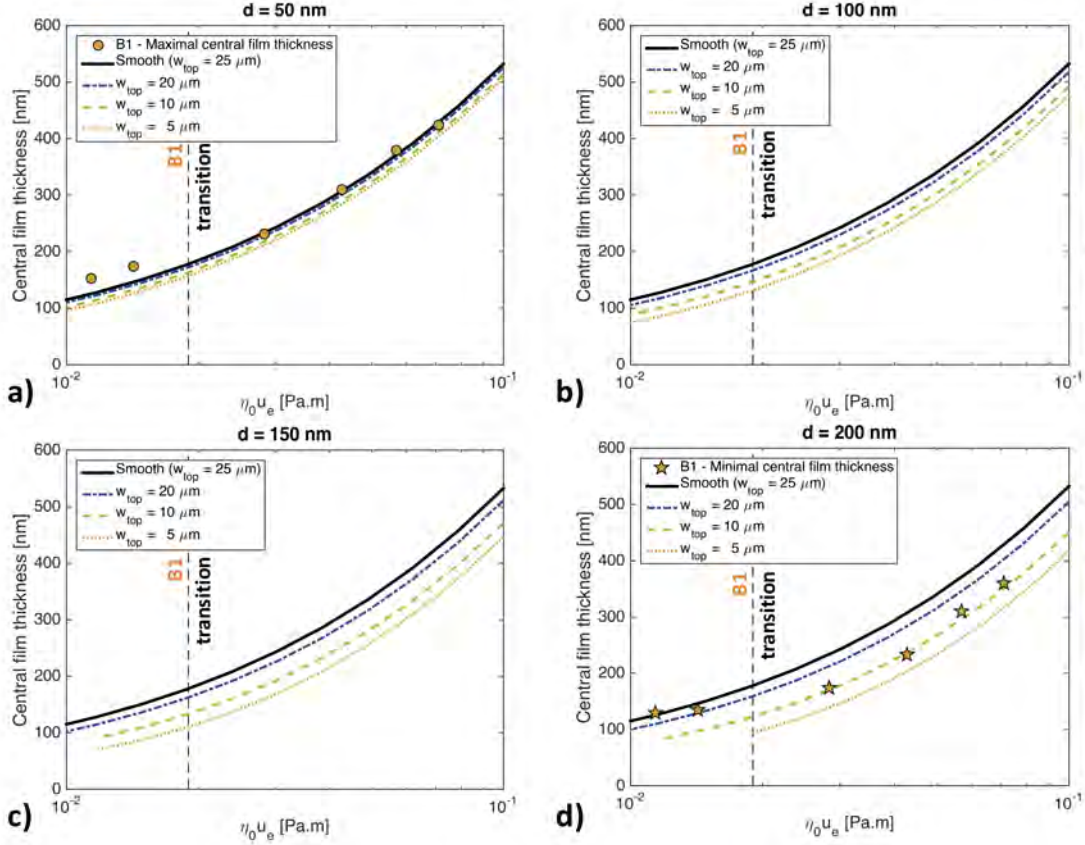 d = 50 nm
600
500
400
300
200
100
0
Central film thickness [nm]
B1 - Maximal central film thickness
Smooth (w_top = 25 μm)
w_top = 20 μm
w_top = 10 μm
w_top = 5 μm
B1
transition
10^-2
10^-1
η_0u_e [Pa.m]
a)
d = 100 nm
600
500
400
300
200
100
0
Central film thickness [nm]
Smooth (w_top = 25 μm)
w_top = 20 μm
w_top = 10 μm
w_top = 5 μm
B1
transition
10^-2
10^-1
η_0u_e [Pa.m]
b)
d = 150 nm
600
500
400
300
200
100
0
Central film thickness [nm]
Smooth (w_top = 25 μm)
w_top = 20 μm
w_top = 10 μm
w_top = 5 μm
B1
transition
10^-2
10^-1
η_0u_e [Pa.m]
c)
d = 200 nm
600
500
400
300
200
100
0
Central film thickness [nm]
B1 - Minimal central film thickness
Smooth (w_top = 25 μm)
w_top = 20 μm
w_top = 10 μm
w_top = 5 μm
B1
transition
10^-2
10^-1
η_0u_e [Pa.m]
d)